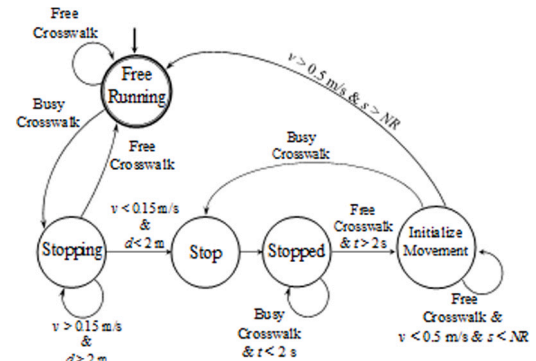 Free
Crosswalk
Free
Running
Busy
Crosswalk
Free
Crosswalk
v > 0.5 m/s & s > NR
Busy
Crosswalk
v < 0.15 m/s
&
d < 2 m
Free
Crosswalk
& t > 2 s
Stopping
Stop
Stopped
Initialize
Movement
v > 0.15 m/s
&
d > 2 m
Busy
Crosswalk
& t < 2 s
Free
Crosswalk &
v < 0.5 m/s & s < NR